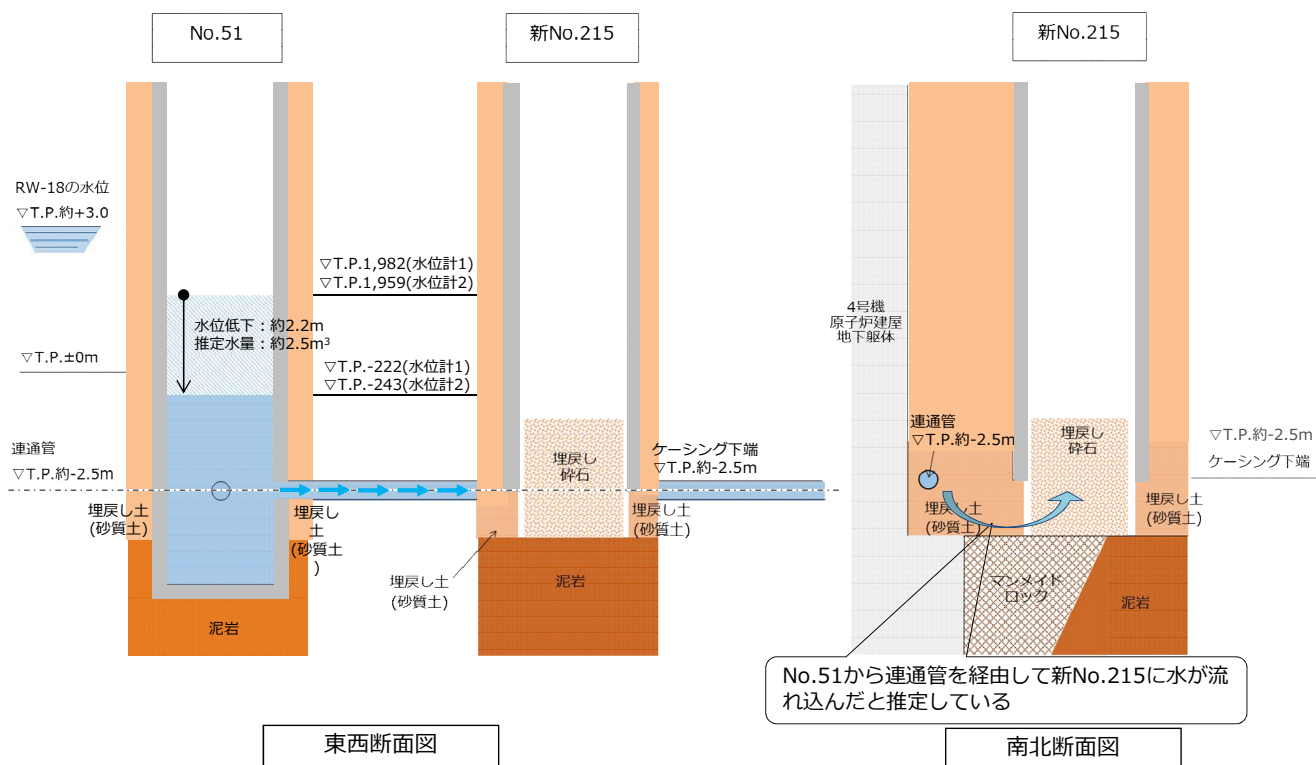 No.51
新No.215
新No.215
RW-18の水位
▽T.P.約+3.0
▽T.P.1,982(水位計1)
▽T.P.1,959(水位計2)
水位低下：約2.2m
推定水量：約2.5m³
▽T.P.±0m
▽T.P.-222(水位計1)
▽T.P.-243(水位計2)
連通管
▽T.P.約-2.5m
埋戻し
砕石
ケーシング下端
▽T.P.約-2.5m
埋戻し土
(砂質土)
埋戻し
土
(砂質土
)
埋戻し土
(砂質土)
埋戻し土
(砂質土)
泥岩
泥岩
東西断面図
4号機
原子炉建屋
地下躯体
連通管
▽T.P.約-2.5m
埋戻し
砕石
▽T.P.約-2.5m
ケーシング下端
埋戻し土
(砂質土)
埋戻し土
(砂質土)
マンメイド
ロック
泥岩
No.51から連通管を経由して新No.215に水が流
れ込んだと推定している
南北断面図